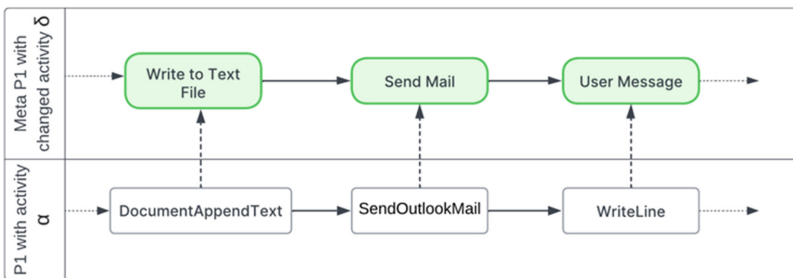 Meta P1 with
changed activity δ
Write to Text
File
Send Mail
User Message
P1 with activity
α
DocumentAppendText
SendOutlookMail
WriteLine